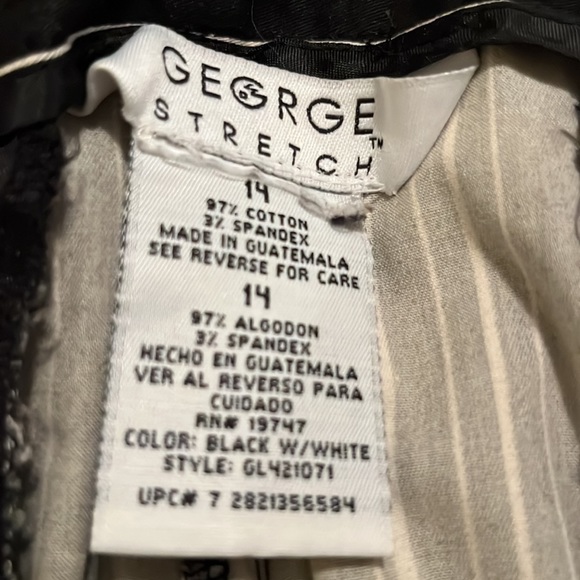 GEORGE
STRETCH™
14
97% COTTON
3% SPANDEX
MADE IN GUATEMALA
SEE REVERSE FOR CARE
14
97% ALGODON
3% SPANDEX
HECHO EN GUATEMALA
VER AL REVERSO PARA
CUIDADO
RN# 19747
COLOR: BLACK W/WHITE
STYLE: GL421071
UPC# 7 2821356584